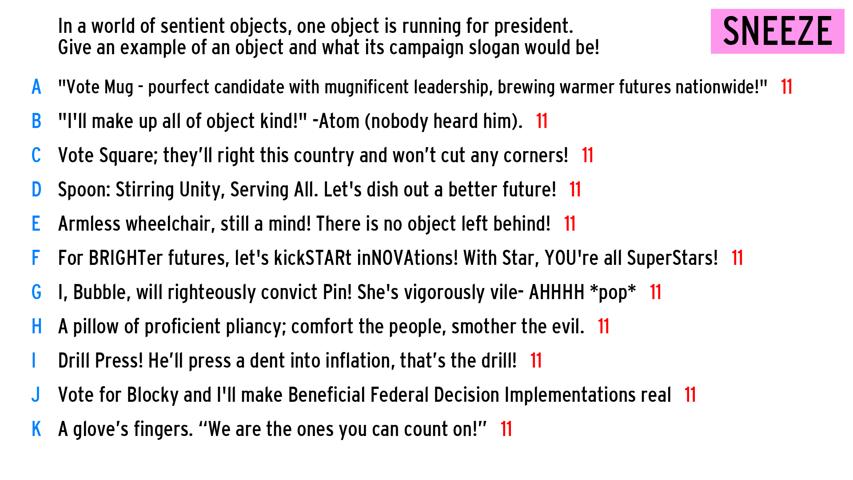 In a world of sentient objects, one object is running for president.
Give an example of an object and what its campaign slogan would be!
SNEEZE
A "Vote Mug - pourfect candidate with mugnificent leadership, brewing warmer futures nationwide!" 11
B "I'll make up all of object kind!" -Atom (nobody heard him). 11
C Vote Square; they’ll right this country and won’t cut any corners! 11
D Spoon: Stirring Unity, Serving All. Let's dish out a better future! 11
E Armless wheelchair, still a mind! There is no object left behind! 11
F For BRIGHTer futures, let's kickSTARt inNOVAtions! With Star, YOU're all SuperStars! 11
G I, Bubble, will righteously convict Pin! She's vigorously vile- AHHHH *pop* 11
H A pillow of proficient pliancy; comfort the people, smother the evil. 11
I Drill Press! He’ll press a dent into inflation, that’s the drill! 11
J Vote for Blocky and I'll make Beneficial Federal Decision Implementations real 11
K A glove’s fingers. “We are the ones you can count on!” 11